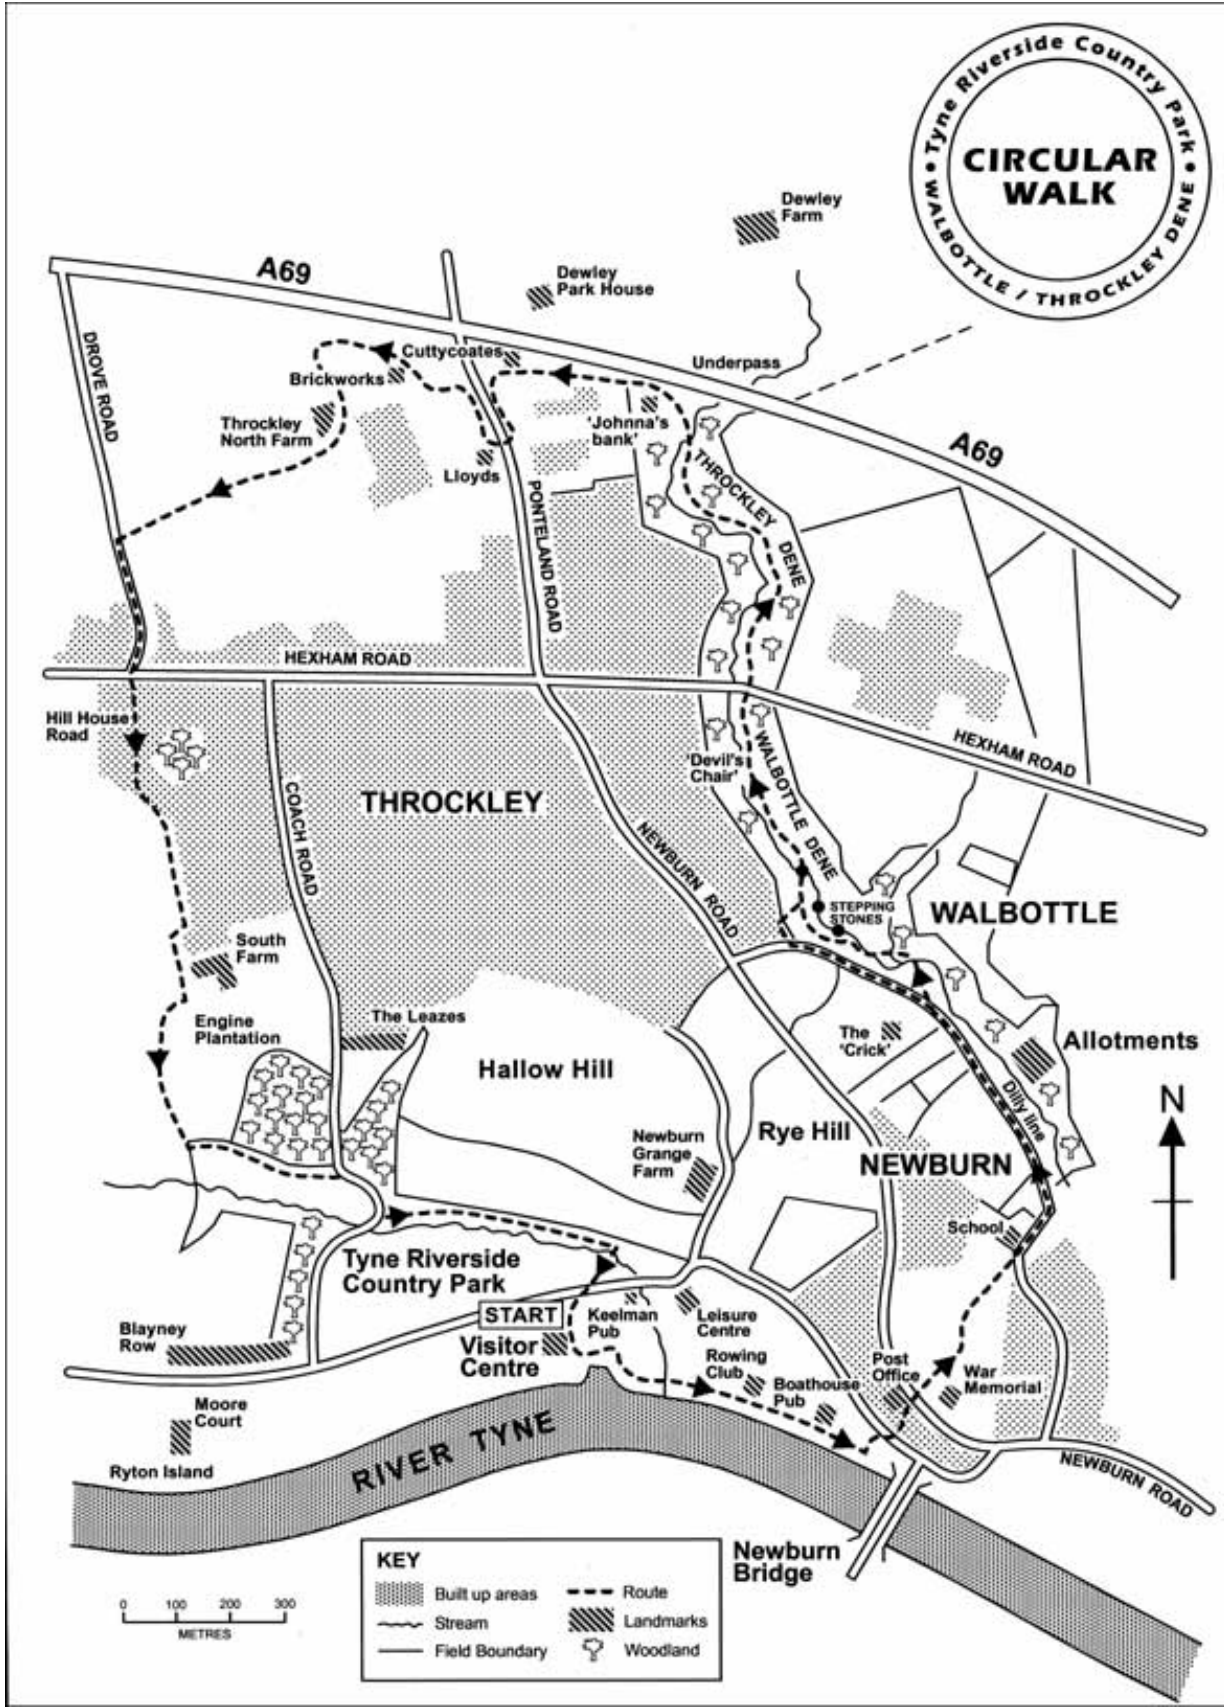 Tyne Riverside Country Park
CIRCULAR
WALK
WALBOTTLE / THROCKLEY DENE
Dewley
Farm
A69
Dewley
Park House
Underpass
DROVE ROAD
Cuttycoates
Brickworks
Throckley
North Farm
Lloyds
'Johnna's
bank'
A69
THROCKLEY DENE
PONTELAND ROAD
HEXHAM ROAD
Hill House
Road
HEXHAM ROAD
'Devil's
Chair'
WALBOTTLE DENE
COACH ROAD
THROCKLEY
NEWBURN ROAD
STEPPING
STONES
WALBOTTLE
South
Farm
Engine
Plantation
The Leazes
Hallow Hill
The
'Crick'
Allotments
Dilly line
N
Newburn
Grange
Farm
Rye Hill
NEWBURN
School
Tyne Riverside
Country Park
START
Visitor
Centre
Keelman
Pub
Leisure
Centre
Blayney
Row
Rowing
Club
Boathouse
Pub
Post
Office
War
Memorial
Moore
Court
Ryton Island
RIVER TYNE
NEWBURN ROAD
Newburn
Bridge
KEY
Built up areas
Route
Stream
Landmarks
Field Boundary
Woodland
0 100 200 300
METRES